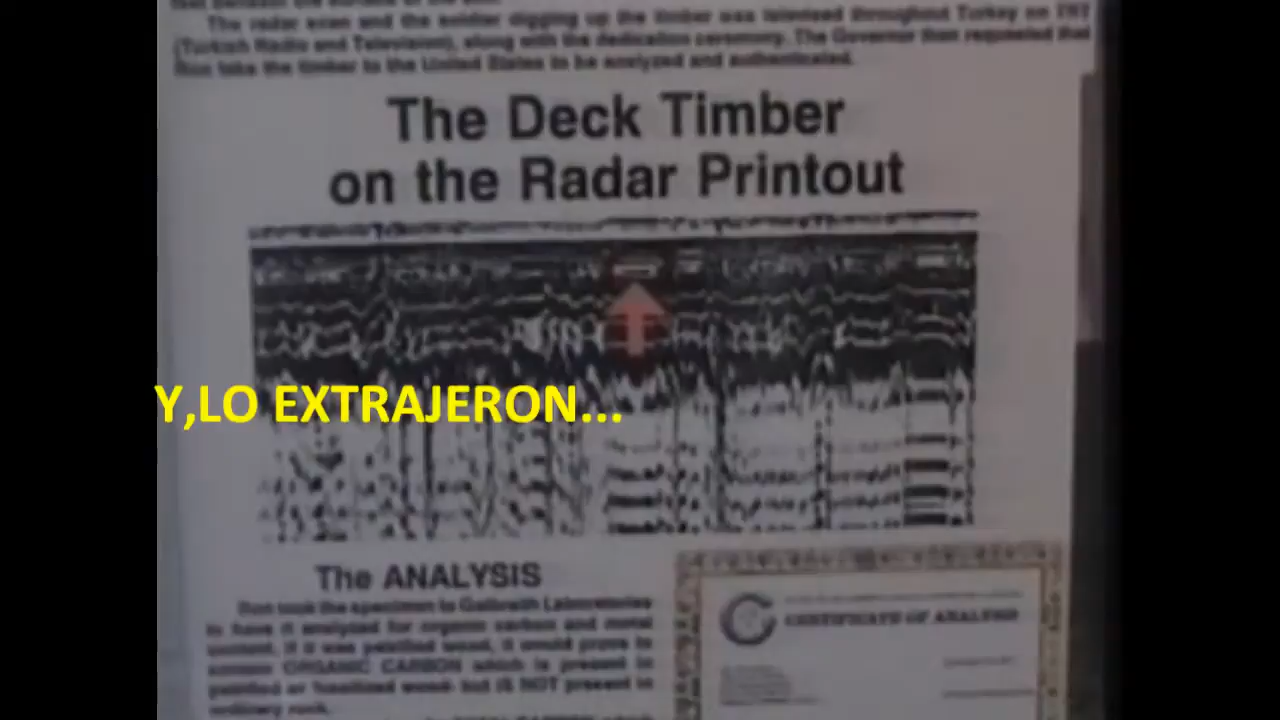 The radar scan and the soldier digging up the timber was televised throughout Turkey on TRT
(Turkish Radio and Television), along with the dedication ceremony. The Governor then requested that
Ron take the timber to the United States to be analyzed and authenticated.
The Deck Timber
on the Radar Printout
Y,LO EXTRAJERON...
The ANALYSIS
Ron took the specimen to Galbraith Laboratories
to have it analyzed for organic carbon and metal
content. If it was petrified wood, it would prove to
contain ORGANIC CARBON which is present in
petrified or fossilized wood- but IS NOT present in
ordinary rock.
CERTIFICATE OF ANALYSIS